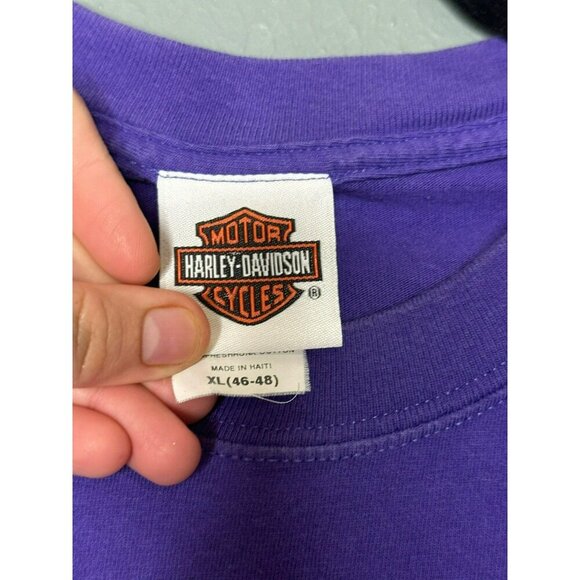 MOTOR
HARLEY-DAVIDSON
CYCLES
®
MADE IN HAITI
XL(46-48)